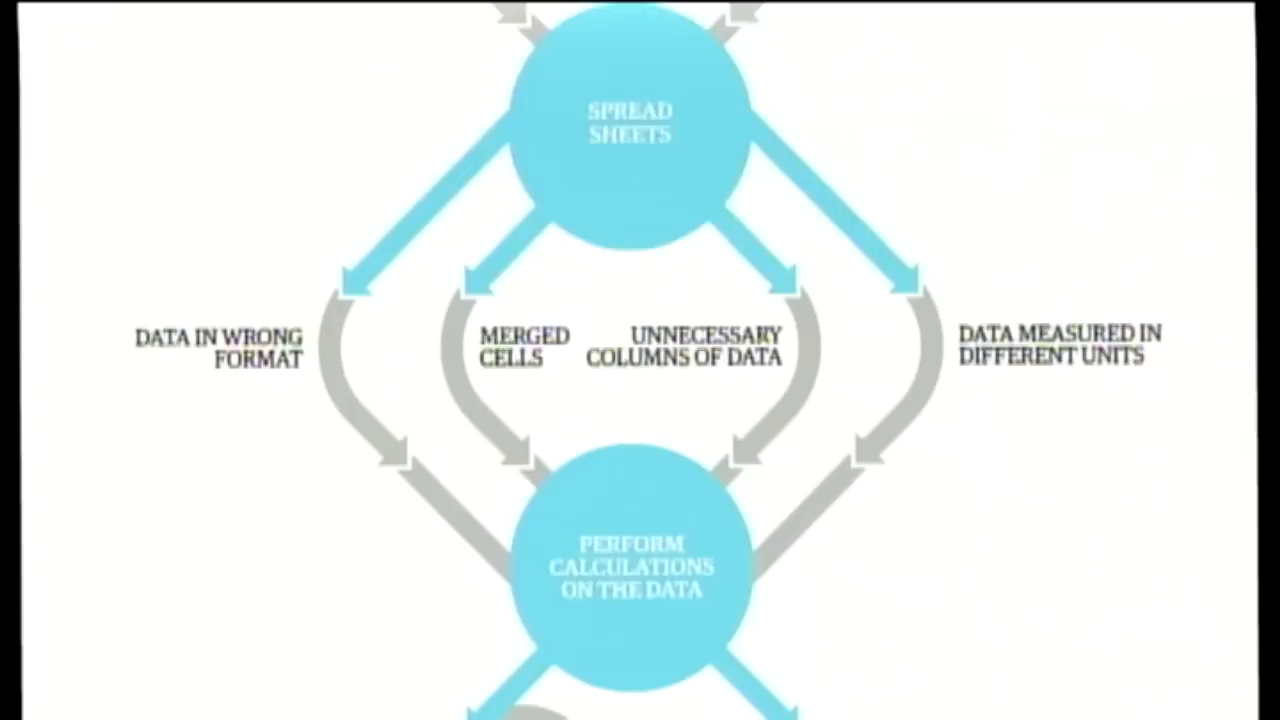 SPREAD
SHEETS
DATA IN WRONG
FORMAT
MERGED
CELLS
UNNECESSARY
COLUMNS OF DATA
DATA MEASURED IN
DIFFERENT UNITS
PERFORM
CALCULATIONS
ON THE DATA